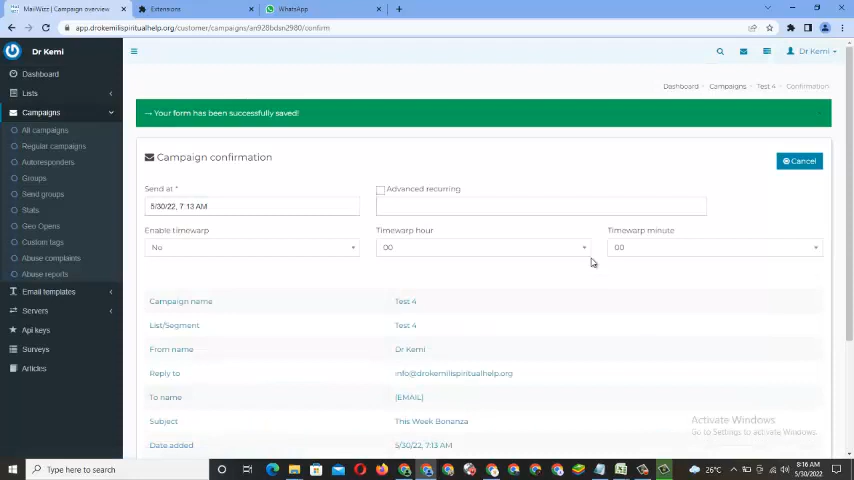 MailWizz | Campaign overview
Extensions
WhatsApp
app.drokemilispiritualhelp.org/customer/campaigns/an928bdsn2980/confirm
Dr Kemi
Dr Kemi
Dashboard
Lists
Campaigns
All campaigns
Regular campaigns
Autoresponders
Groups
Send groups
Stats
Geo Opens
Custom tags
Abuse complaints
Abuse reports
Email templates
Servers
Api keys
Surveys
Articles
Dashboard
Campaigns
Test 4
Confirmation
→ Your form has been successfully saved!
Campaign confirmation
Cancel
Send at *
Advanced recurring
5/30/22, 7:13 AM
Enable timewarp
Timewarp hour
Timewarp minute
No
00
00
Campaign name
Test 4
List/Segment
Test 4
From name
Dr Kemi
Reply to
info@drokemilispiritualhelp.org
To name
[EMAIL]
Subject
This Week Bonanza
Date added
5/30/22, 7:13 AM
Activate Windows
Go to Settings to activate Windows.
Type here to search
26°C
8:16 AM
5/30/2022